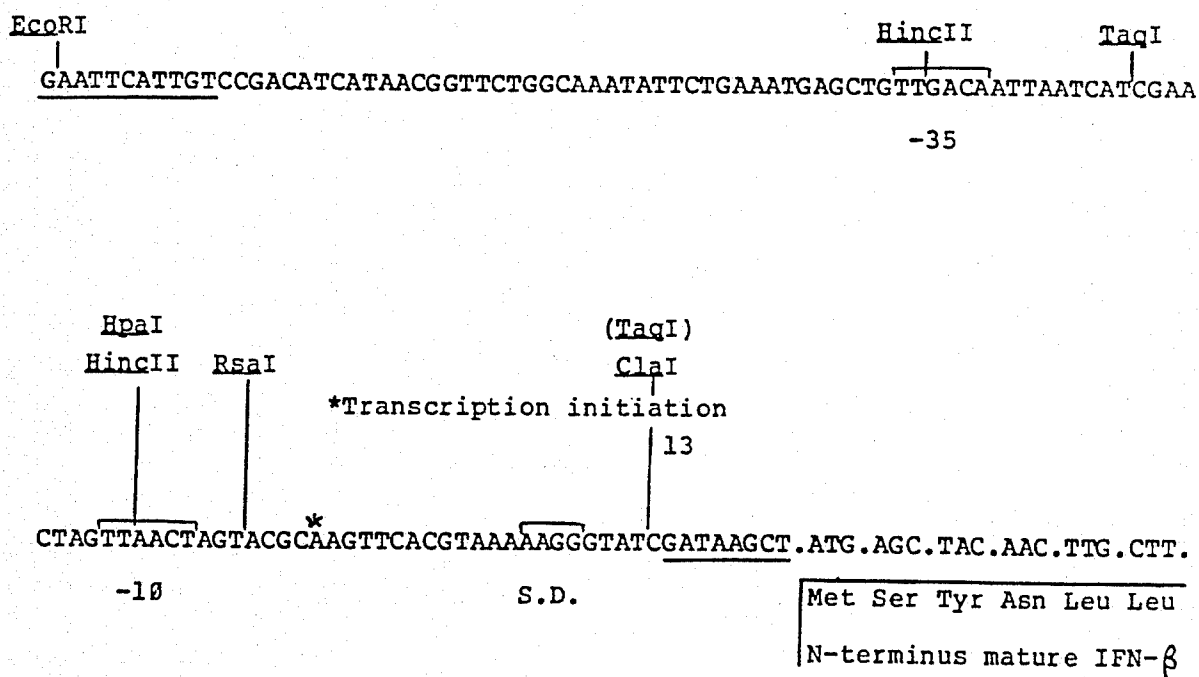 EcoRI HincII TaqI
GAATTCATTGTCCGACATCATAACGGTTCTGGCAAATATTCTGAAATGAGCTGTTGACAATTAATCATCGAA
-35
HpaI (TaqI)
HincII RsaI ClaI
*Transcription initiation
13
*
CTAGTTAACTAGTACGCAAGTTCACGTAAAAAGGGTATCGATAAGCT.ATG.AGC.TAC.AAC.TTG.CTT.
-10 S.D. Met Ser Tyr Asn Leu Leu
N-terminus mature IFN-β